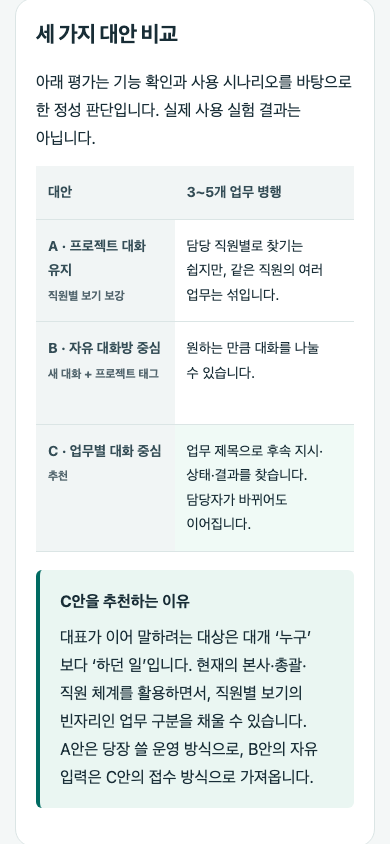 세 가지 대안 비교
아래 평가는 기능 확인과 사용 시나리오를 바탕으로
한 정성 판단입니다. 실제 사용 실험 결과는
아닙니다.
대안
3~5개 업무 병행
A · 프로젝트 대화
유지
직원별 보기 보강
담당 직원별로 찾기는
쉽지만, 같은 직원의 여러
업무는 섞입니다.
B · 자유 대화방 중심
새 대화 + 프로젝트 태그
원하는 만큼 대화를 나눌
수 있습니다.
C · 업무별 대화 중심
추천
업무 제목으로 후속 지시·
상태·결과를 찾습니다.
담당자가 바뀌어도
이어집니다.
C안을 추천하는 이유
대표가 이어 말하려는 대상은 대개 ‘누구’
보다 ‘하던 일’입니다. 현재의 본사·총괄·
직원 체계를 활용하면서, 직원별 보기의
빈자리인 업무 구분을 채울 수 있습니다.
A안은 당장 쓸 운영 방식으로, B안의 자유
입력은 C안의 접수 방식으로 가져옵니다.